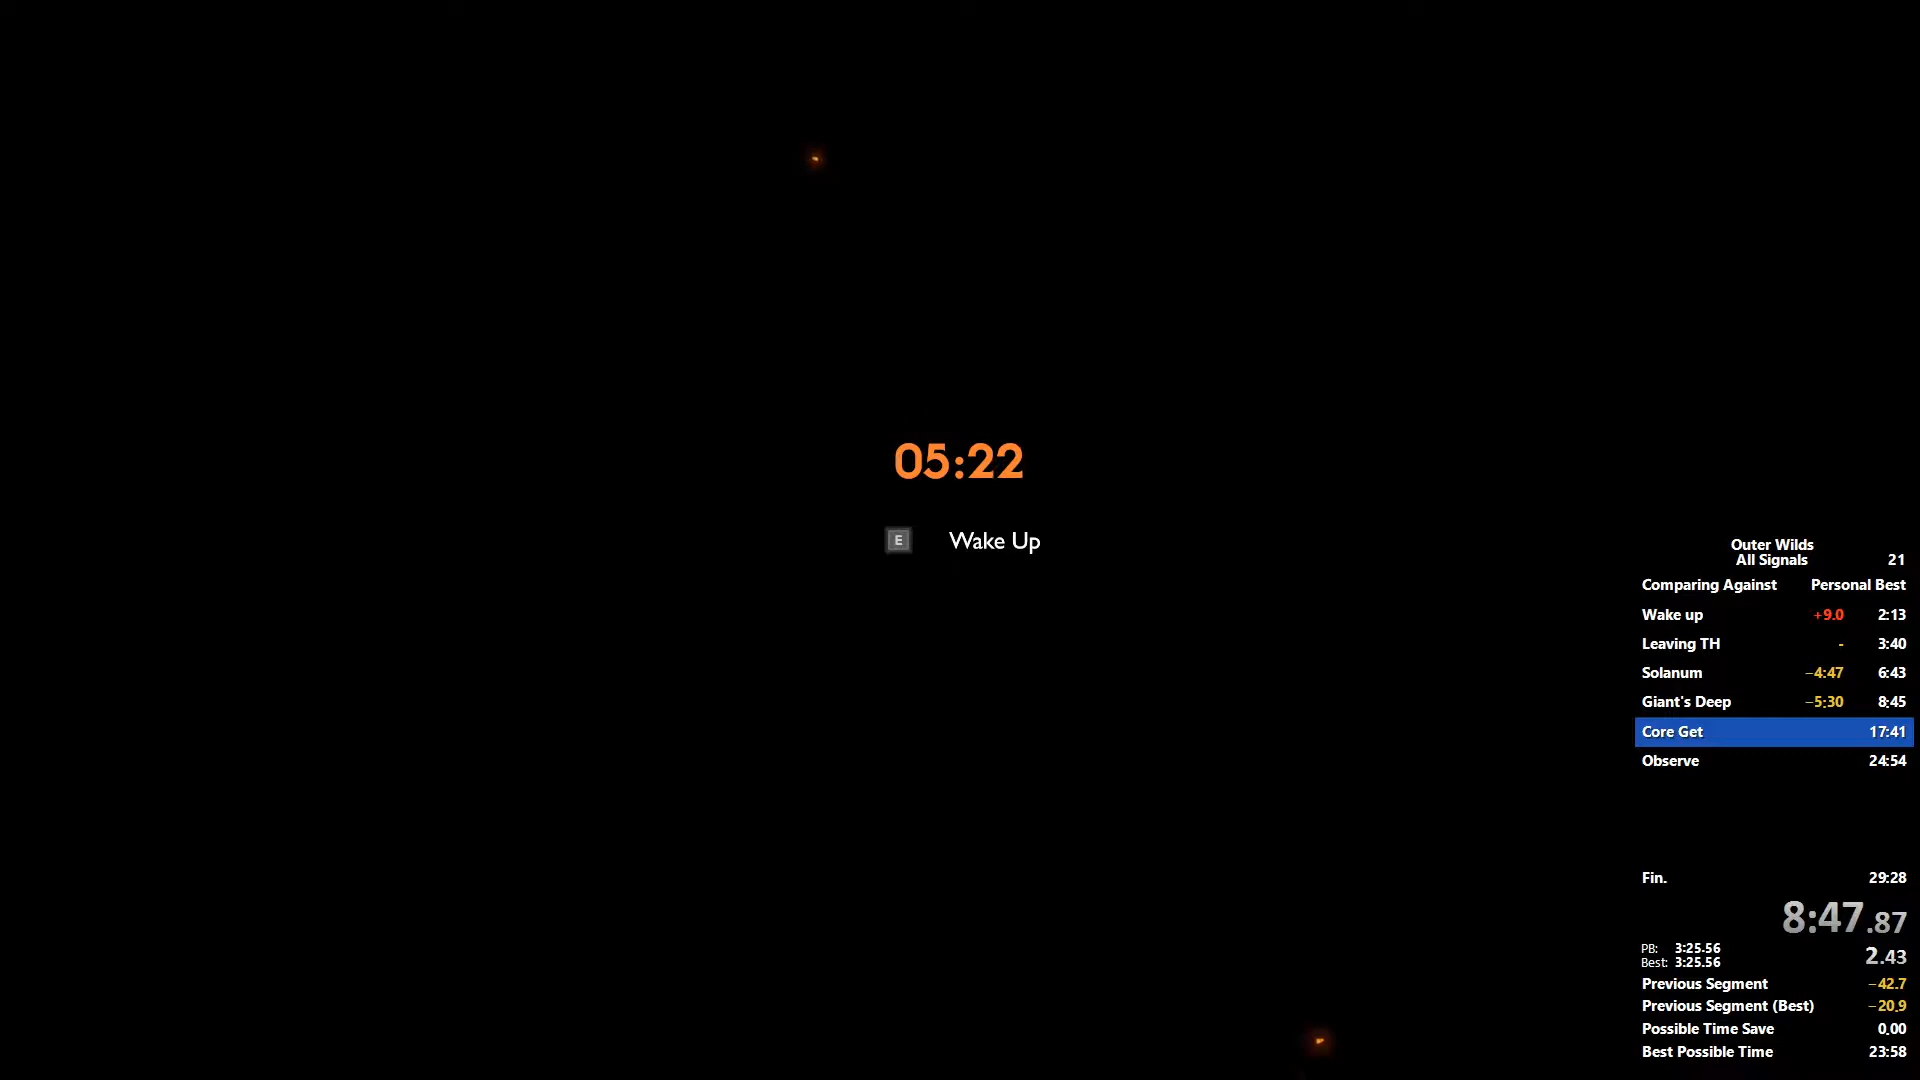 05:22
E Wake Up
Outer Wilds
All Signals 21
Comparing Against Personal Best
Wake up +9.0 2:13
Leaving TH - 3:40
Solanum −4:47 6:43
Giant's Deep −5:30 8:45
Core Get 17:41
Observe 24:54
Fin. 29:28
8:47.87
PB: 3:25.56
Best: 3:25.56
2.43
Previous Segment −42.7
Previous Segment (Best) −20.9
Possible Time Save 0.00
Best Possible Time 23:58